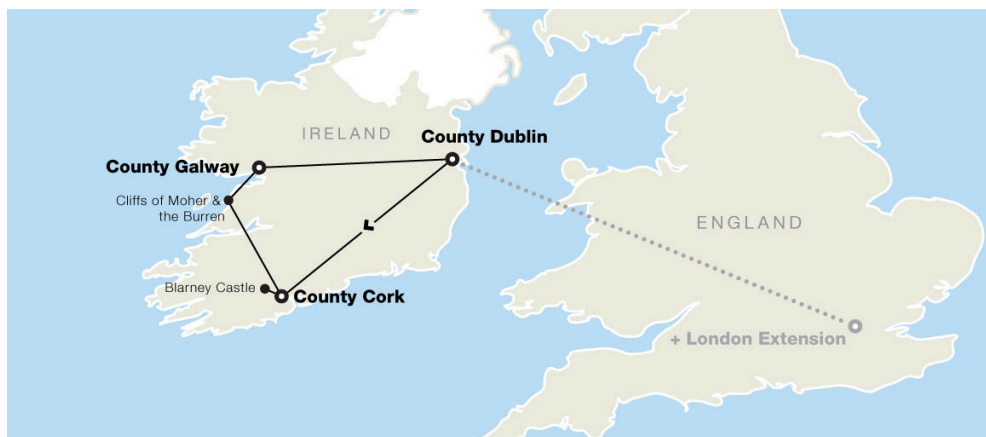 IRELAND
County Dublin
County Galway
Cliffs of Moher &
the Burren
ENGLAND
Blarney Castle
County Cork
+ London Extension